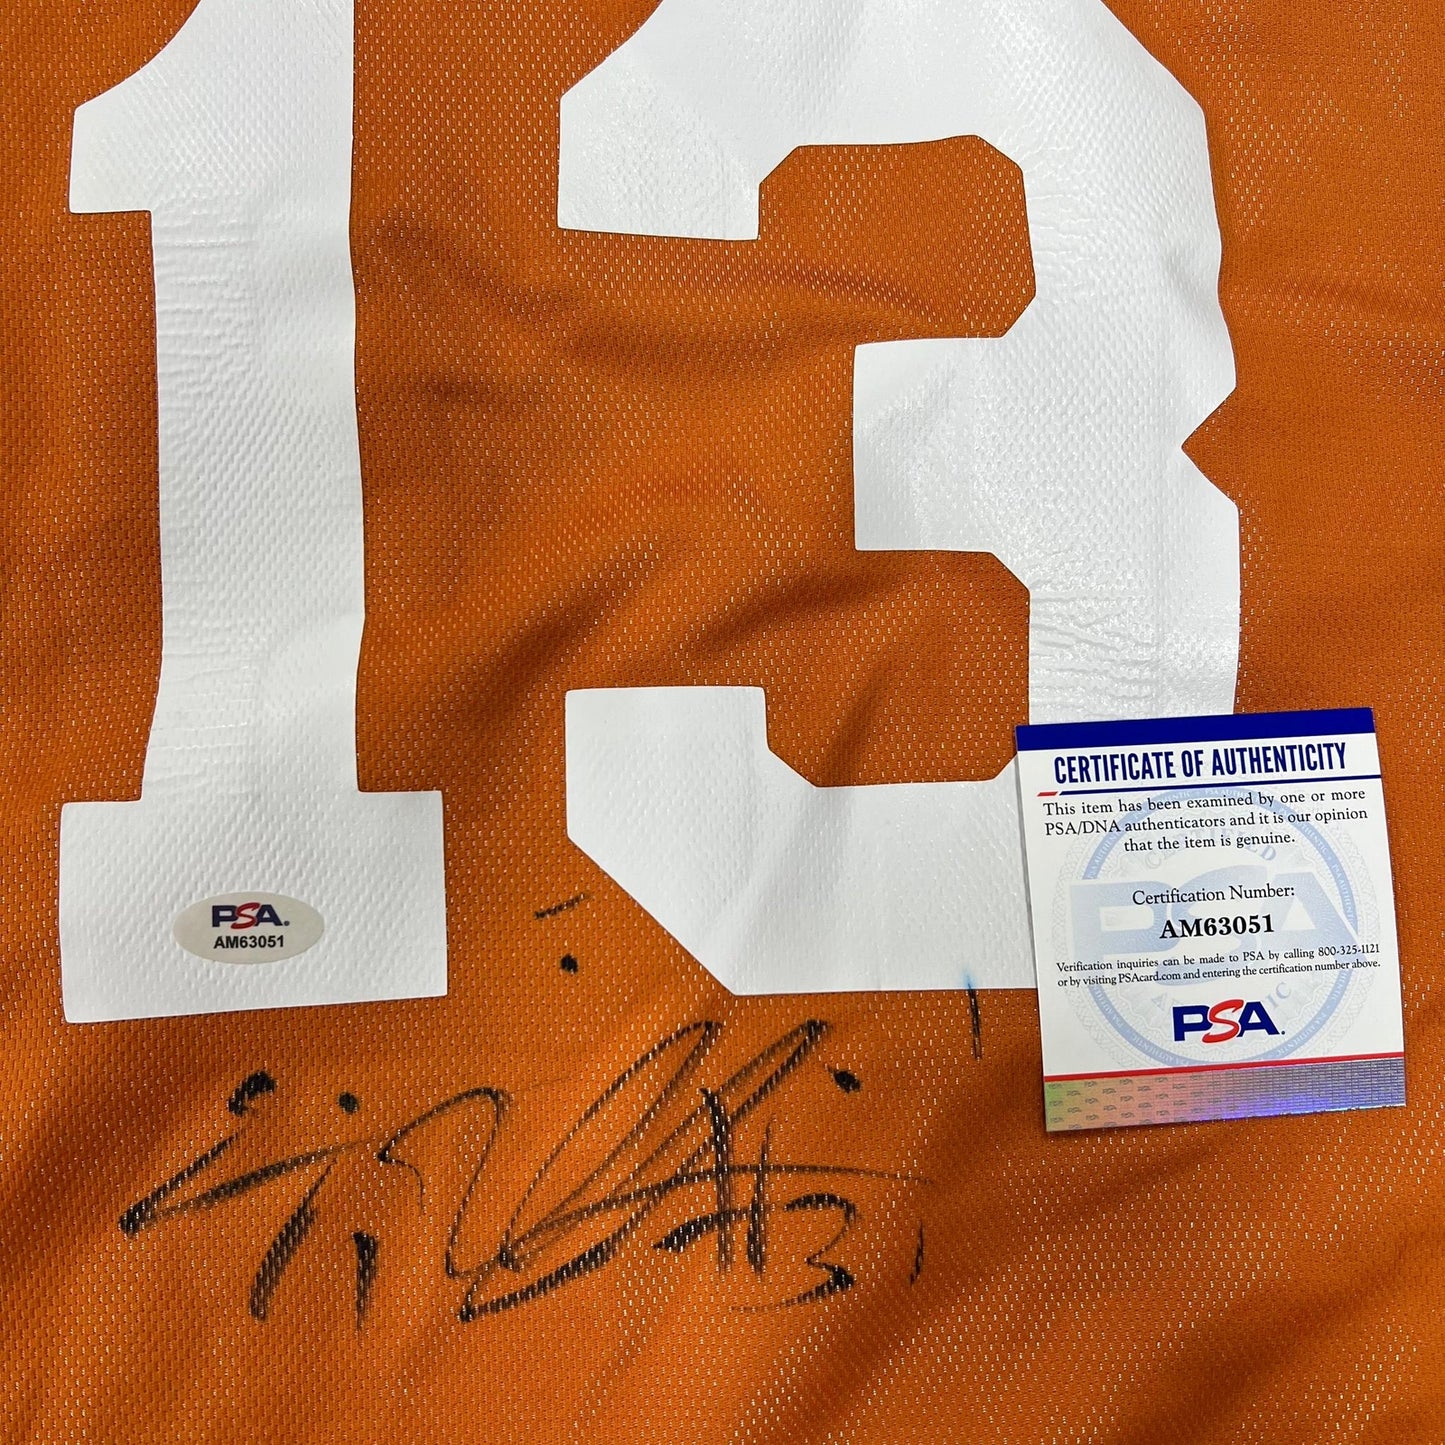 13
PSA.
AM63051
CERTIFICATE OF AUTHENTICITY
This item has been examined by one or more
PSA/DNA authenticators and it is our opinion
that the item is genuine.
Certification Number:
AM63051
Verification inquiries can be made to PSA by calling 800-325-1121
or by visiting PSAcard.com and entering the certification number above.
PSA.